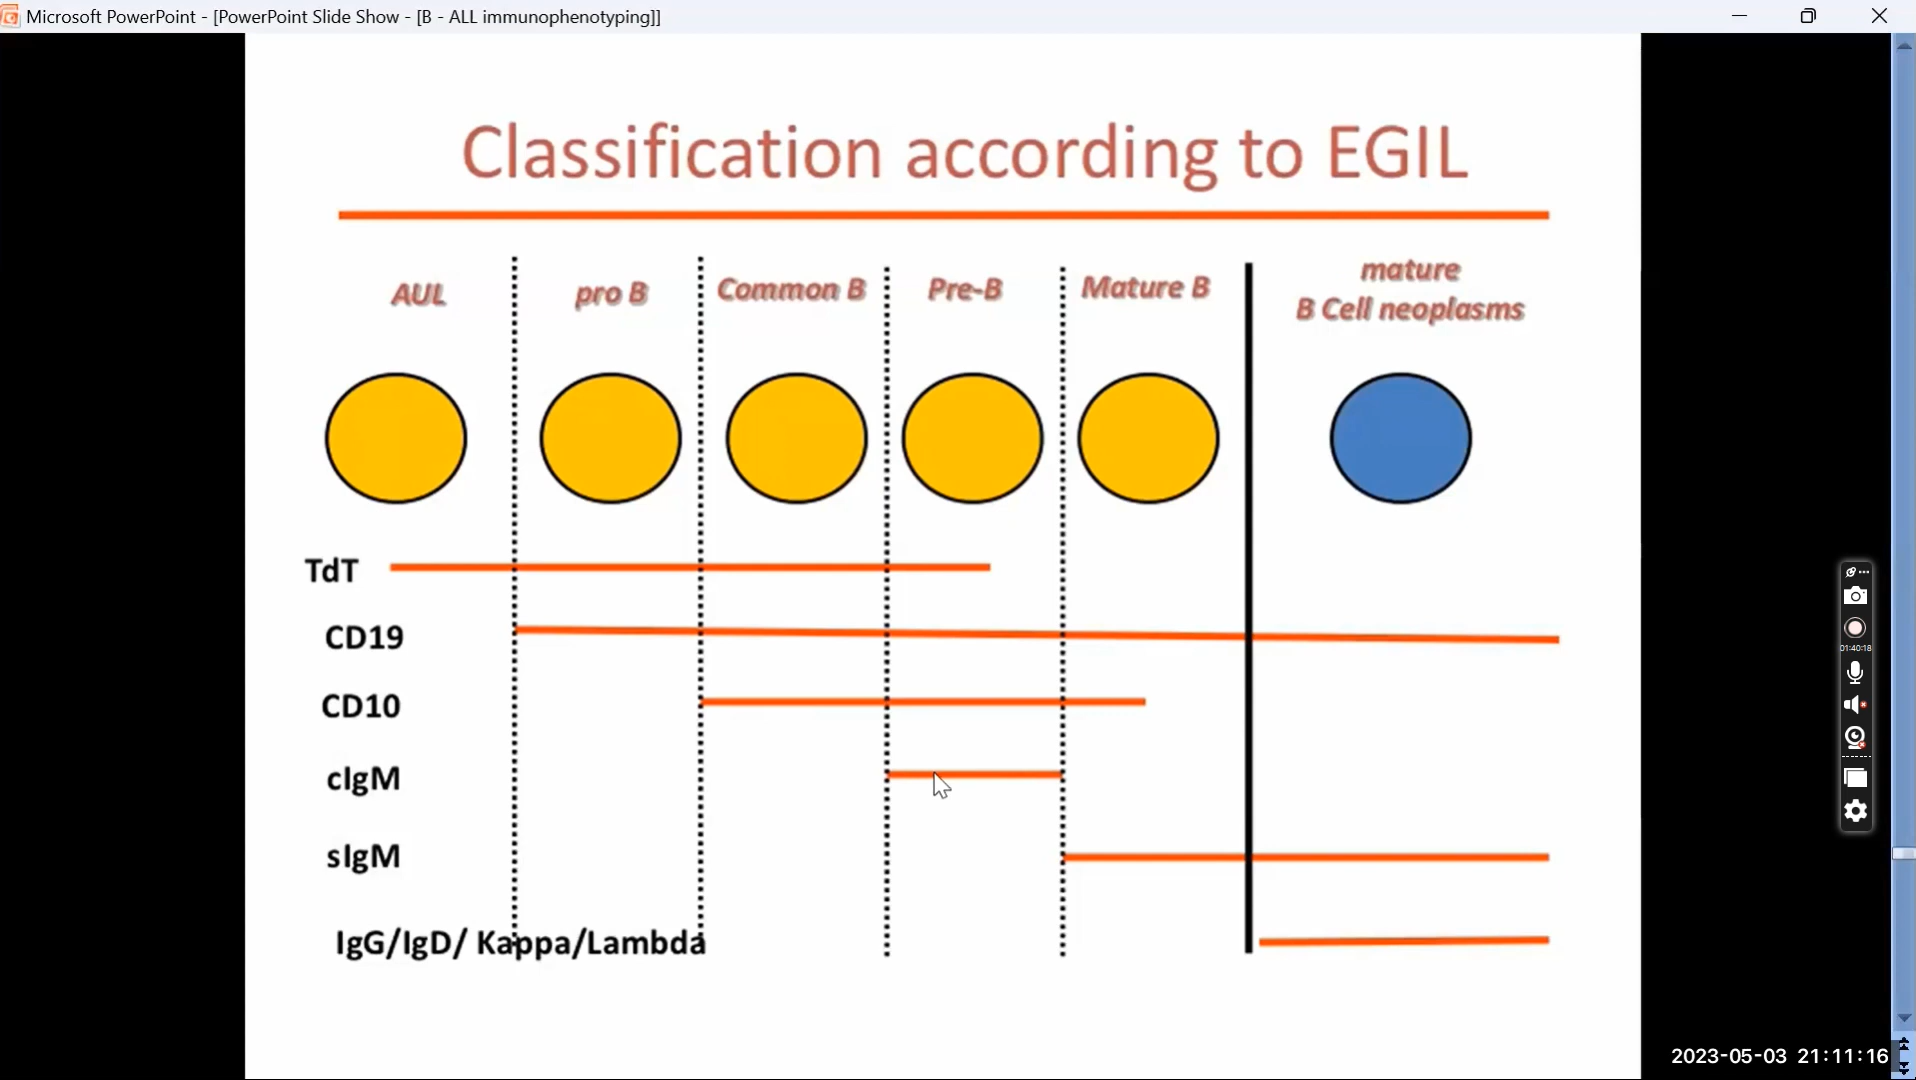 Microsoft PowerPoint - [PowerPoint Slide Show - [B - ALL immunophenotyping]]
Classification according to EGIL
AUL
pro B
Common B
Pre-B
Mature B
mature
B Cell neoplasms
TdT
CD19
CD10
cIgM
sIgM
IgG/IgD/ Kappa/Lambda
01:40:18
2023-05-03 21:11:16